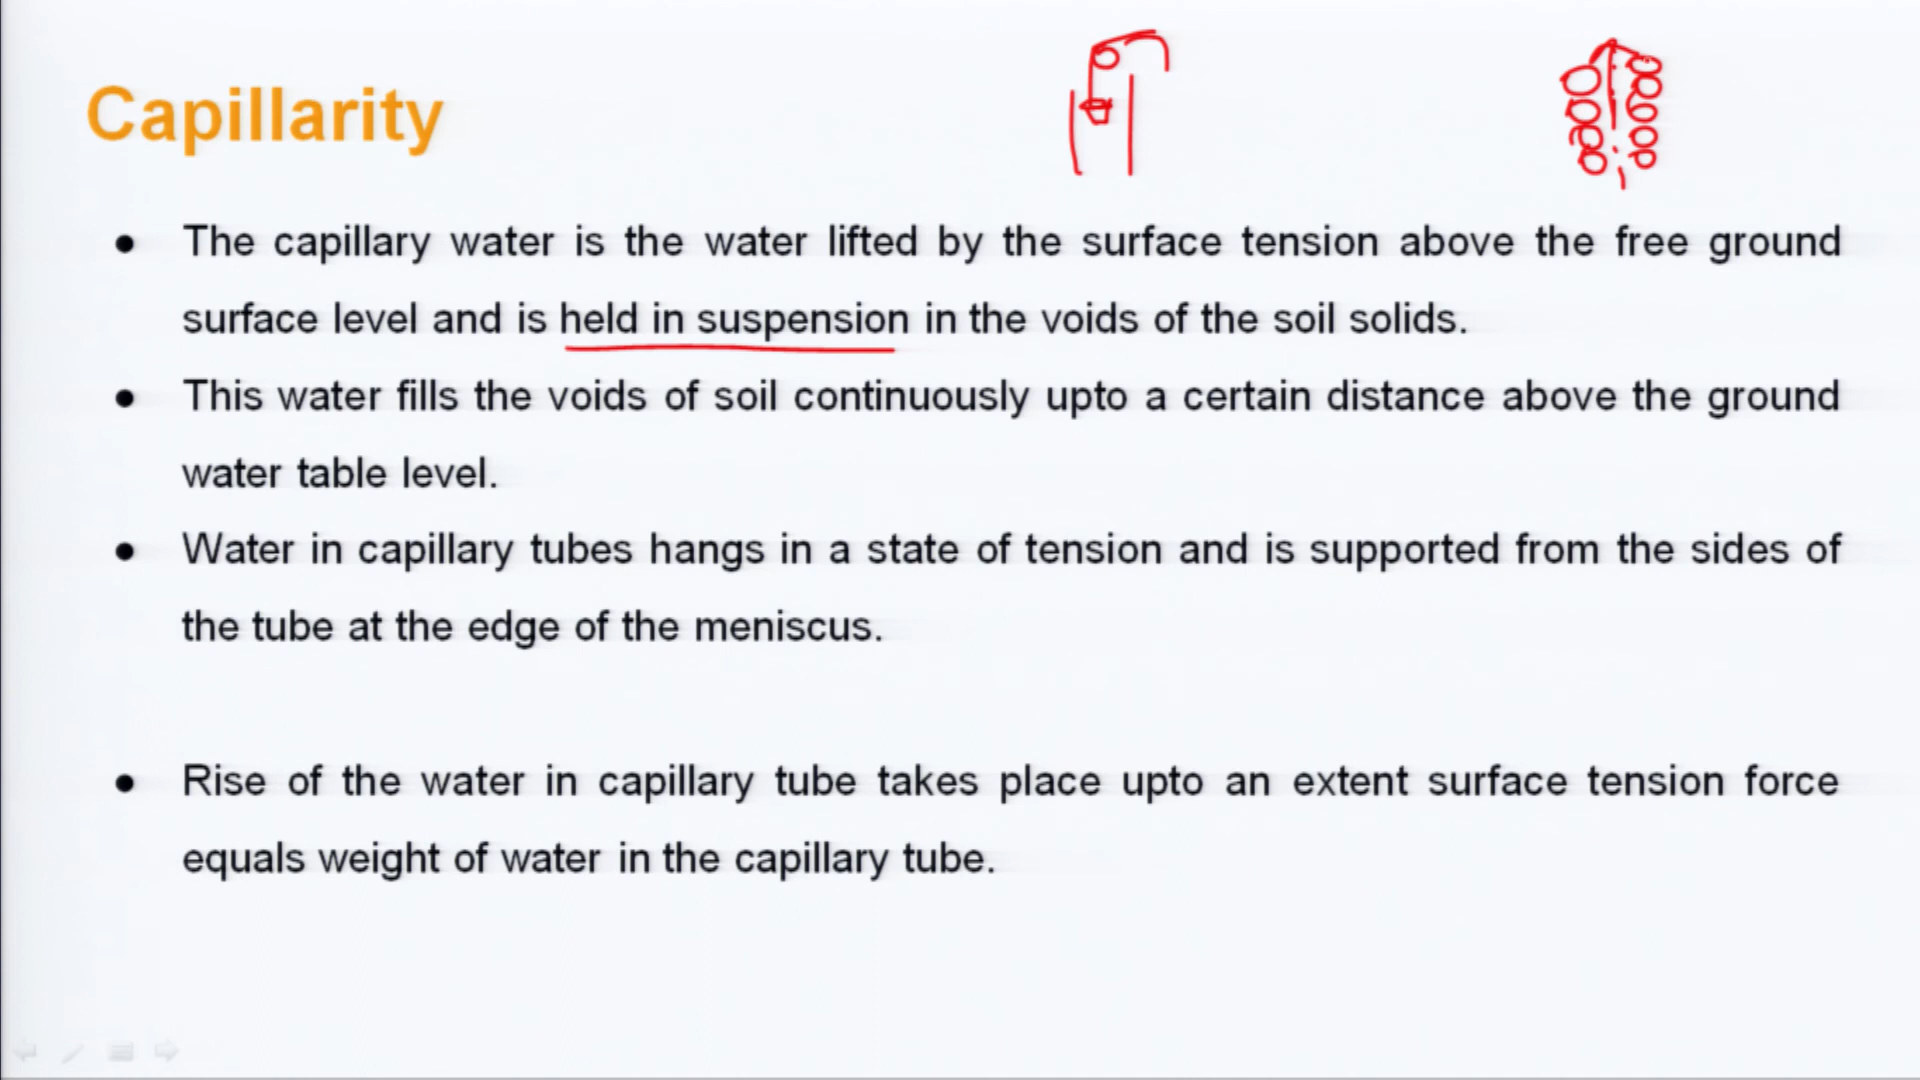 Capillarity
● The capillary water is the water lifted by the surface tension above the free ground
surface level and is held in suspension in the voids of the soil solids.
● This water fills the voids of soil continuously upto a certain distance above the ground
water table level.
● Water in capillary tubes hangs in a state of tension and is supported from the sides of
the tube at the edge of the meniscus.
● Rise of the water in capillary tube takes place upto an extent surface tension force
equals weight of water in the capillary tube.